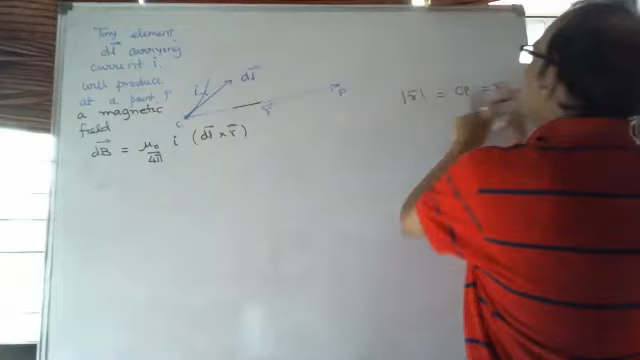 Tiny element
dl⃗ carrying
current i.
will produce
at a point P
a magnetic
field
dB⃗ = μ₀/4π i (dl⃗ × r⃗)
i
dl⃗
c
r⃗
P
|r⃗| = CP = r